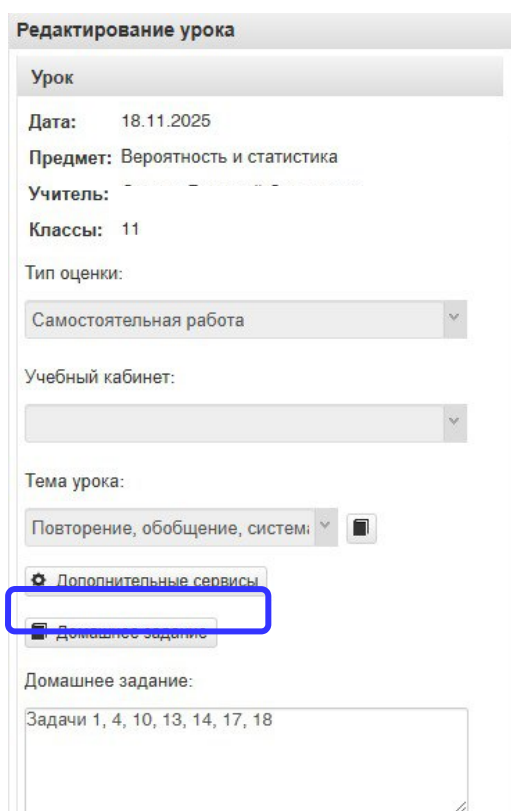 Редактирование урока
Урок
Дата: 18.11.2025
Предмет: Вероятность и статистика
Учитель:
Классы: 11
Тип оценки:
Самостоятельная работа
Учебный кабинет:
Тема урока:
Повторение, обобщение, система
Дополнительные сервисы
Домашнее задание
Домашнее задание:
Задачи 1, 4, 10, 13, 14, 17, 18